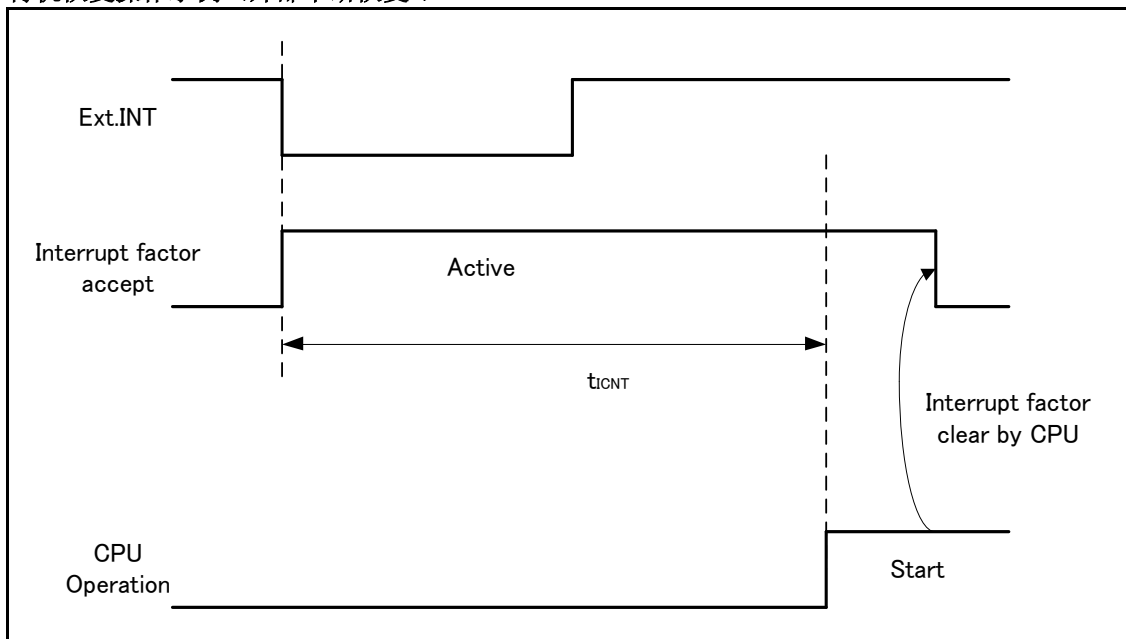 Ext.INT
Interrupt factor
accept
Active
tICNT
Interrupt factor
clear by CPU
CPU
Operation
Start